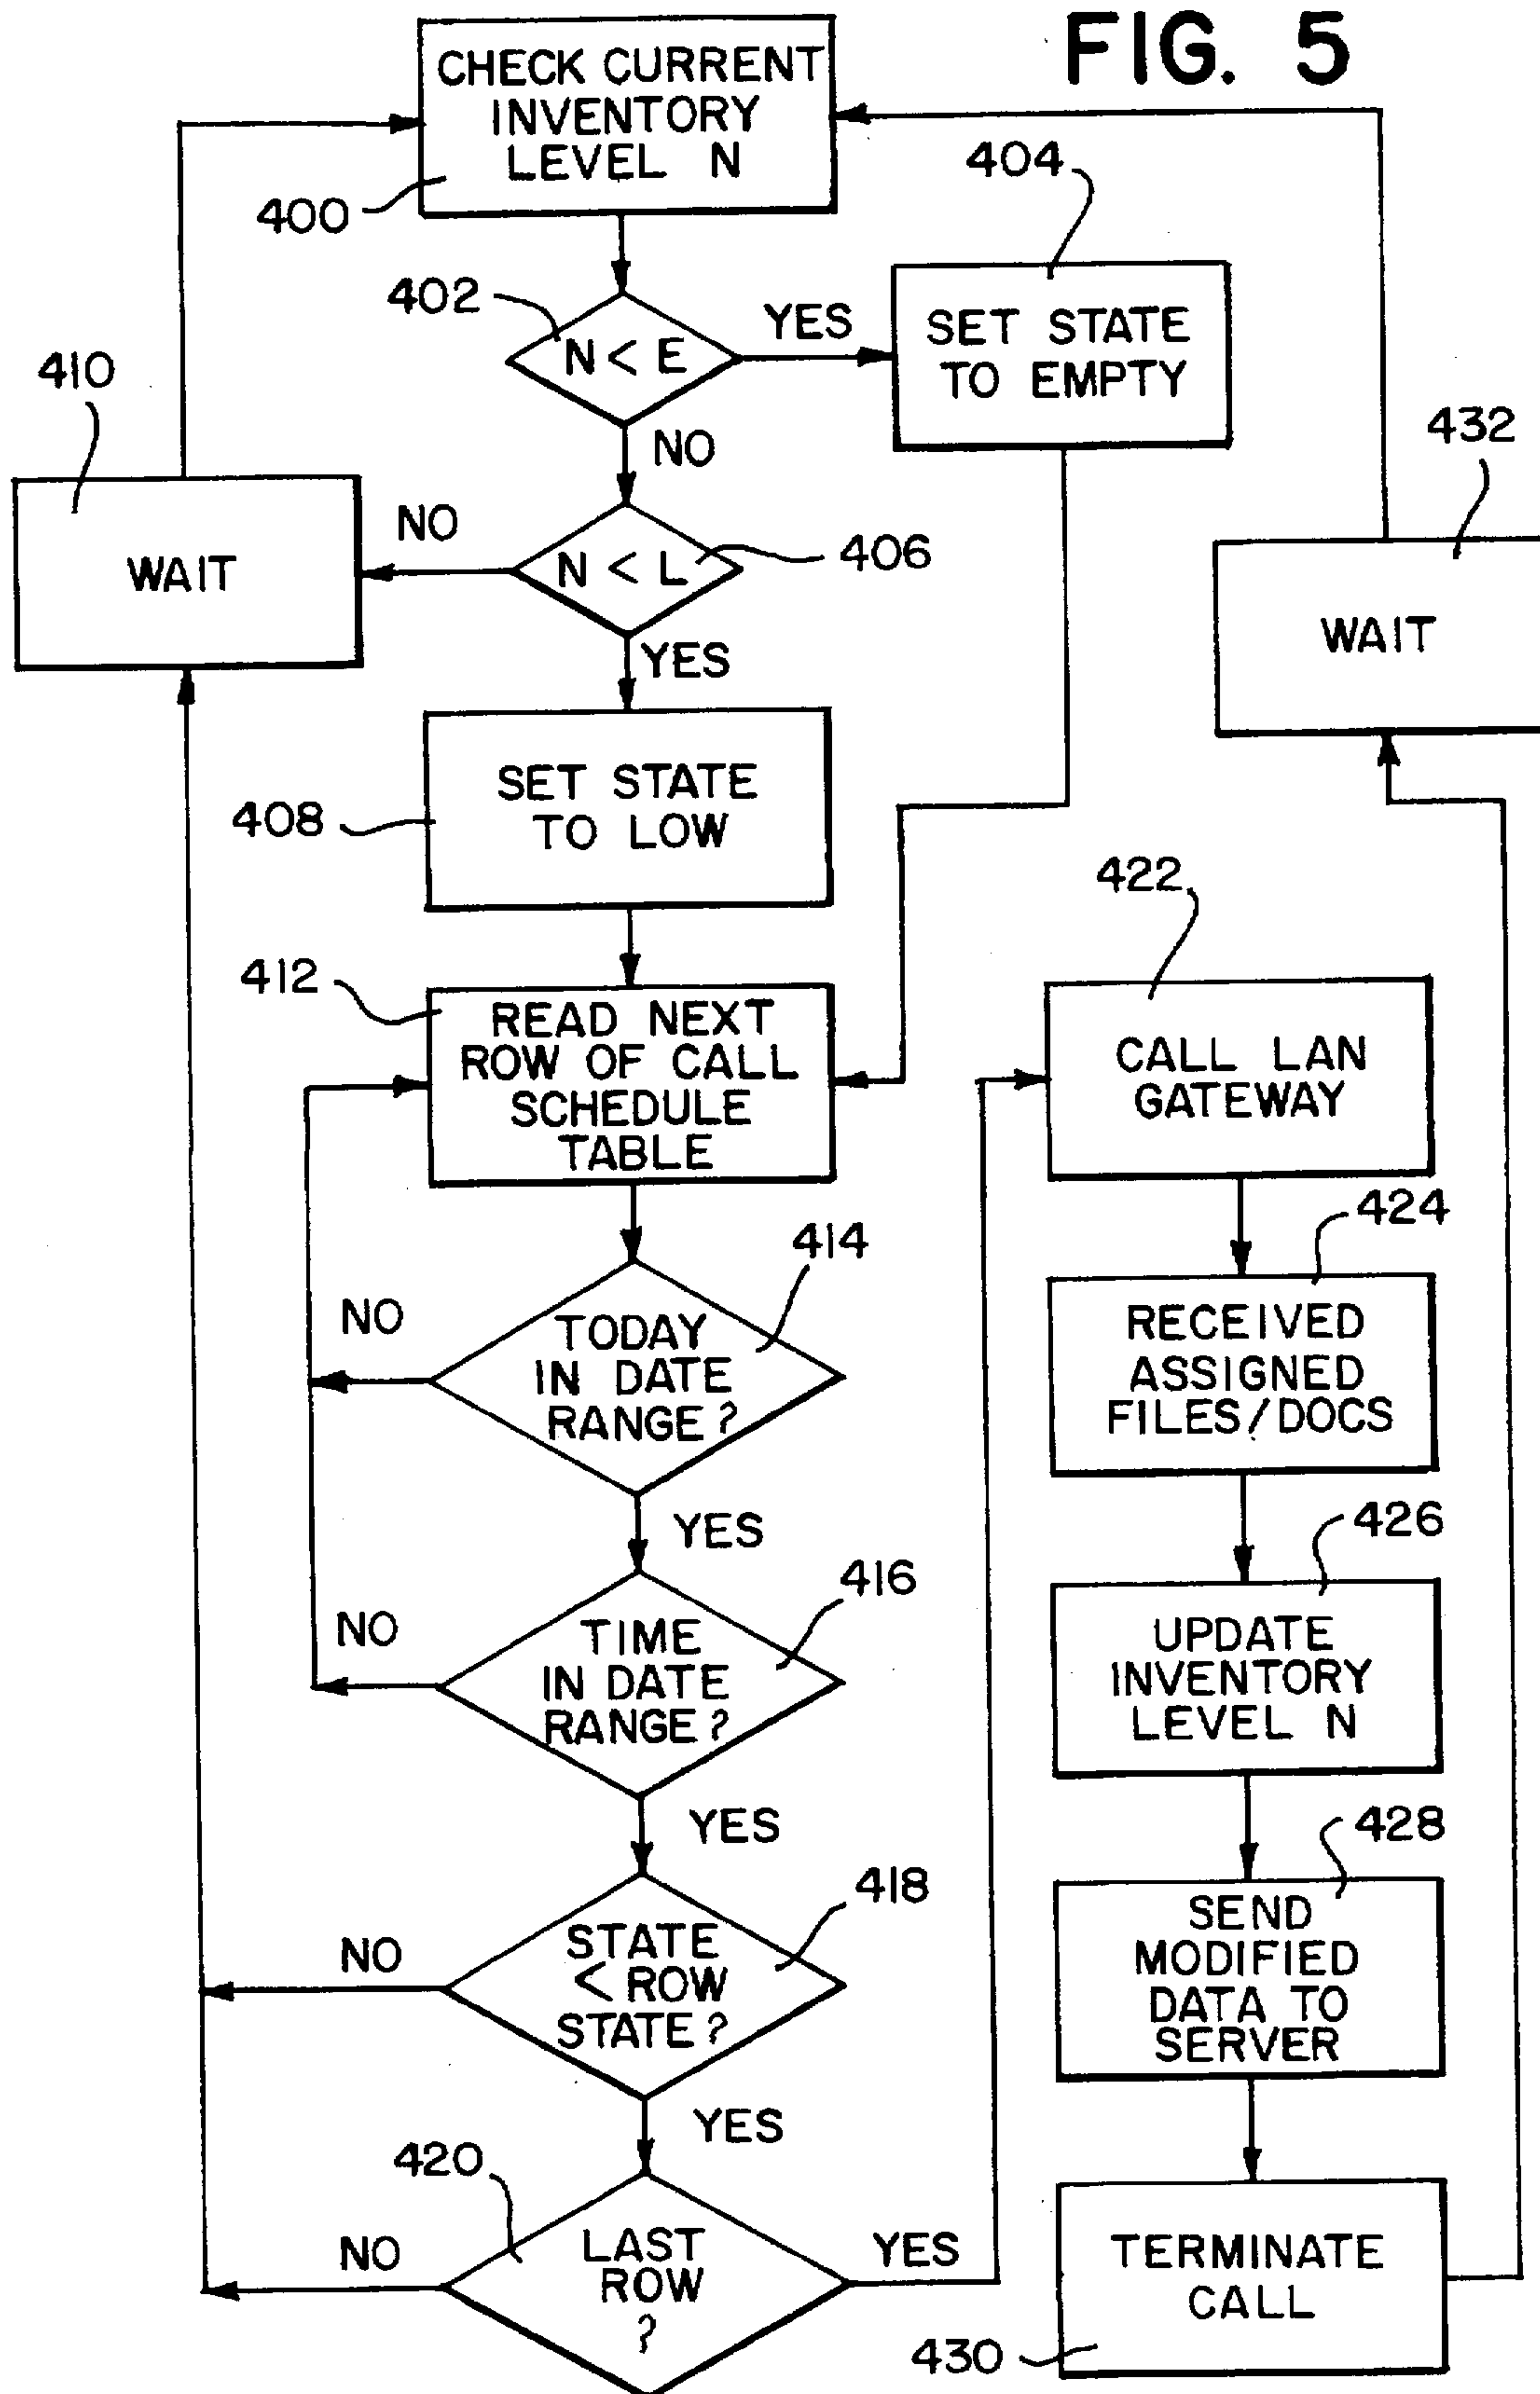 FIG. 5
CHECK CURRENT
INVENTORY
LEVEL N
400
404
402
N < E
YES
SET STATE
TO EMPTY
NO
410
WAIT
NO
N < L
406
432
WAIT
YES
408
SET STATE
TO LOW
412
READ NEXT
ROW OF CALL
SCHEDULE
TABLE
414
NO
TODAY
IN DATE
RANGE?
YES
416
NO
TIME
IN DATE
RANGE?
YES
418
NO
STATE
< ROW
STATE?
YES
420
NO
LAST
ROW
?
YES
422
CALL LAN
GATEWAY
424
RECEIVED
ASSIGNED
FILES/DOCS
426
UPDATE
INVENTORY
LEVEL N
428
SEND
MODIFIED
DATA TO
SERVER
TERMINATE
CALL
430